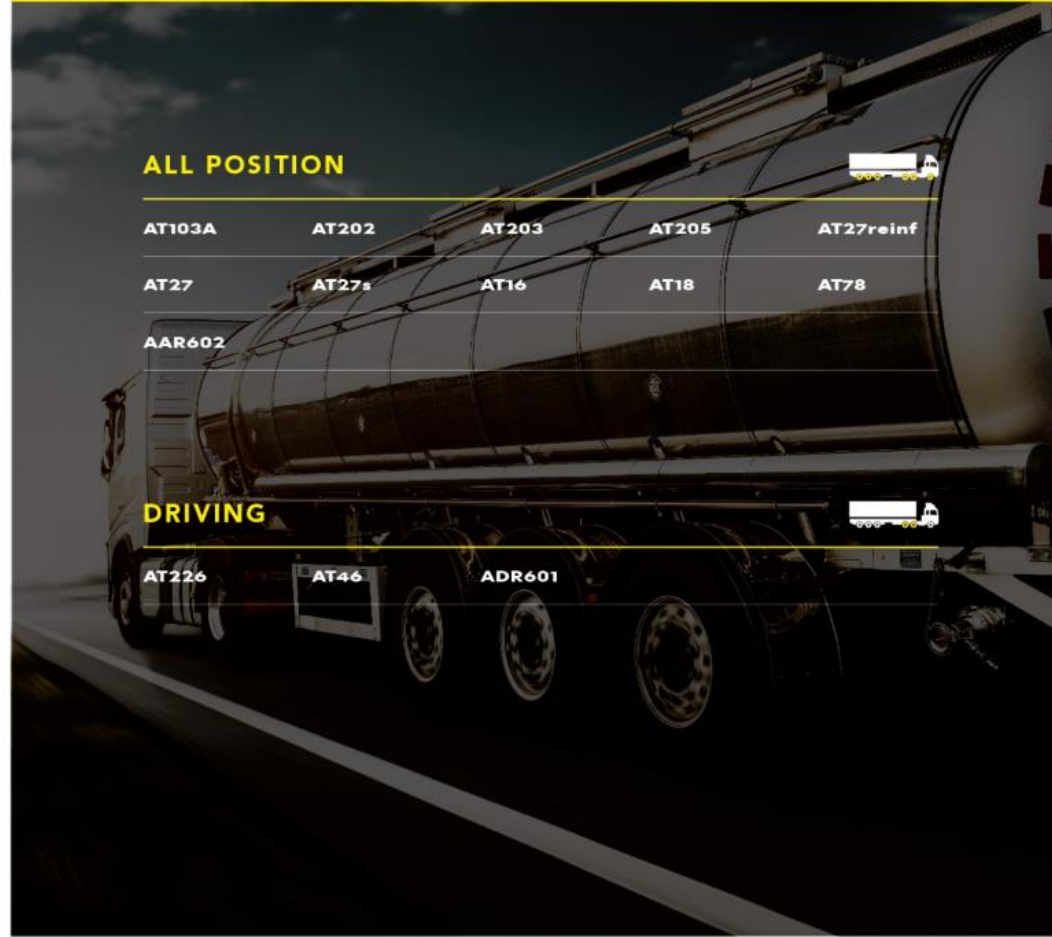 ALL POSITION
AT103A AT202 AT203 AT205 AT27reinf
AT27 AT27s AT16 AT18 AT78
AAR602
DRIVING
AT226 AT46 ADR601